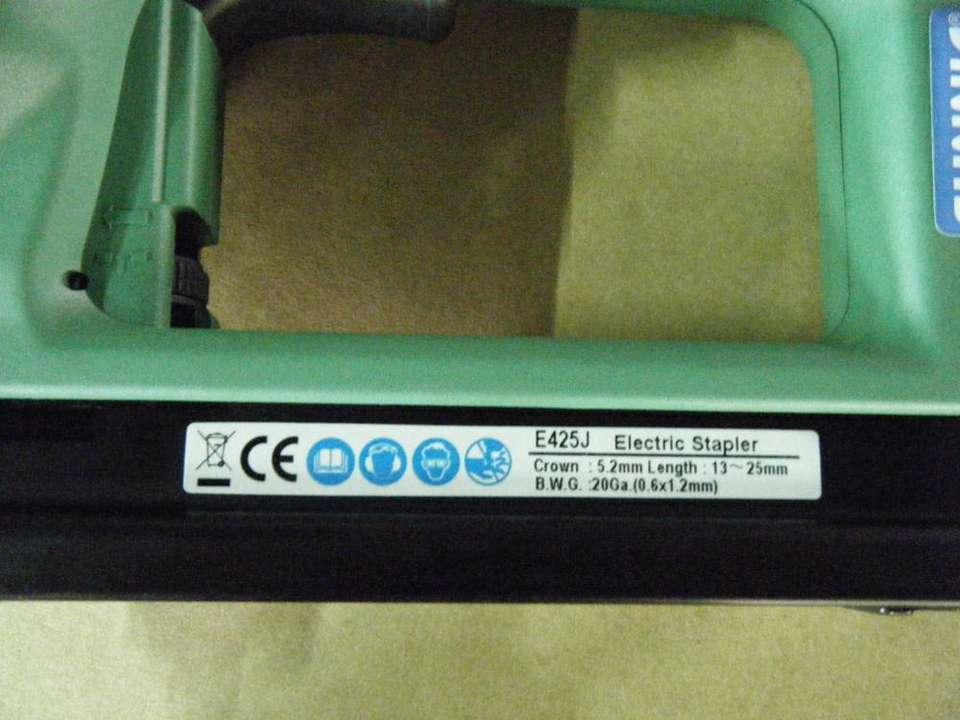 CE
E425J Electric Stapler
Crown : 5.2mm Length : 13～25mm
B.W.G. :20Ga.(0.6x1.2mm)